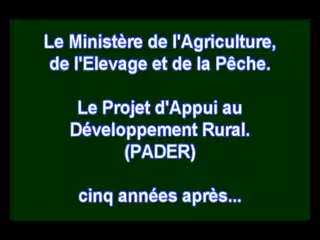 Le Ministère de l'Agriculture,
de l'Elevage et de la Pêche.
Le Projet d'Appui au
Développement Rural.
(PADER)
cinq années après...